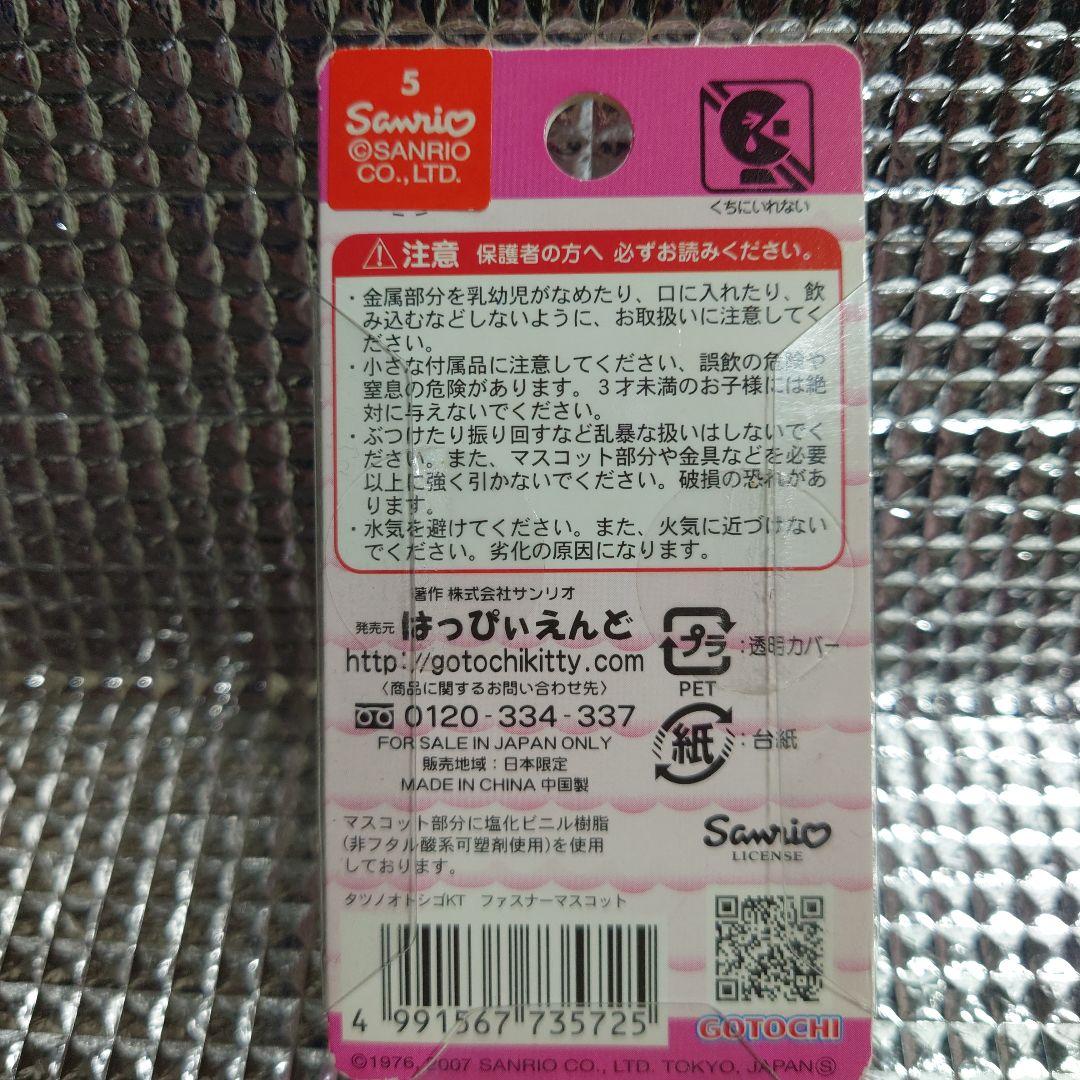 5
Sanrio
©SANRIO
CO., LTD.
くちにいれない
注意 保護者の方へ 必ずお読みください。
・金属部分を乳幼児がなめたり、口に入れたり、飲
み込むなどしないように、お取扱いに注意してく
ださい。
・小さな付属品に注意してください、誤飲の危険や
窒息の危険があります。3才未満のお子様には絶
対に与えないでください。
・ぶつけたり振り回すなど乱暴な扱いはしないでく
ださい。また、マスコット部分や金具などを必要
以上に強く引かないでください。破損の恐れがあ
ります。
・水気を避けてください。また、火気に近づけない
でください。劣化の原因になります。
著作 株式会社サンリオ
発売元 はっぴぃえんど
http://gotochikitty.com
〈商品に関するお問い合わせ先〉
0120-334-337
FOR SALE IN JAPAN ONLY
販売地域：日本限定
MADE IN CHINA 中国製
プラ：透明カバー
PET
紙：台紙
マスコット部分に塩化ビニル樹脂
(非フタル酸系可塑剤使用)を使用
しております。
Sanrio
LICENSE
タツノオトシゴKT ファスナーマスコット
4 991567 735725
GOTOCHI
©1976, 2007 SANRIO CO., LTD. TOKYO, JAPAN Ⓢ